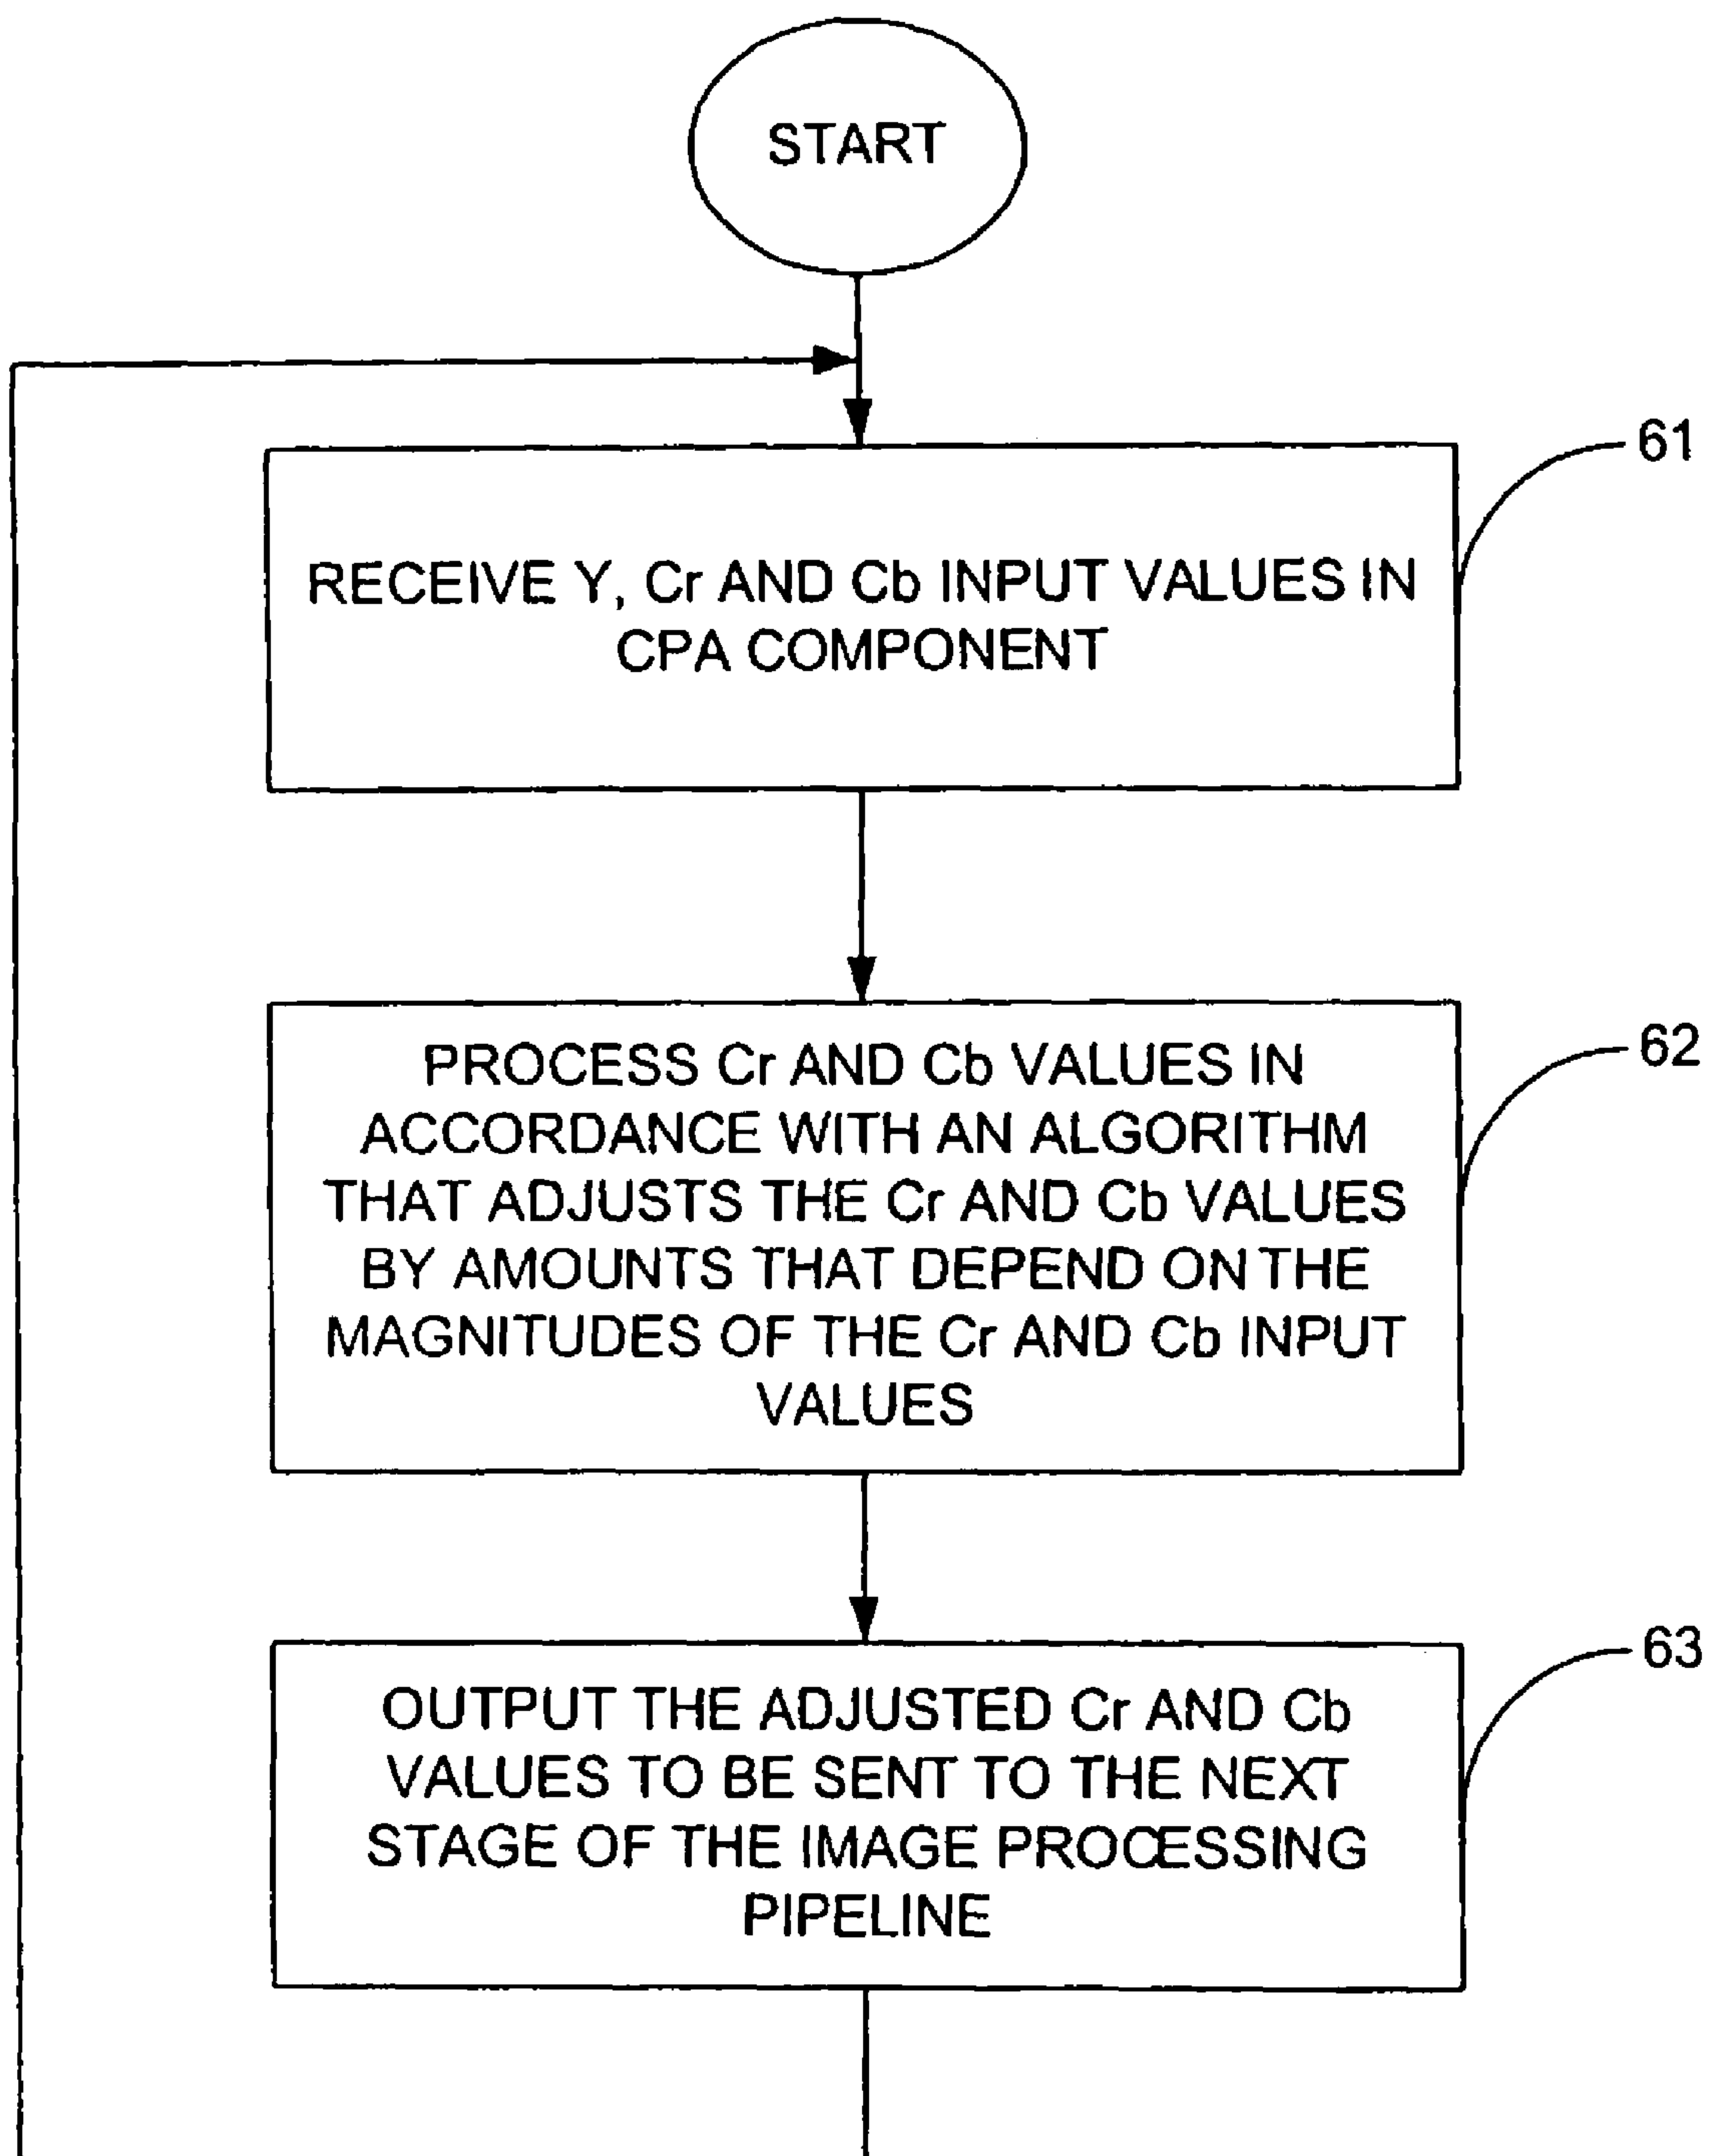 START
61
RECEIVE Y, Cr AND Cb INPUT VALUES IN
CPA COMPONENT
62
PROCESS Cr AND Cb VALUES IN
ACCORDANCE WITH AN ALGORITHM
THAT ADJUSTS THE Cr AND Cb VALUES
BY AMOUNTS THAT DEPEND ON THE
MAGNITUDES OF THE Cr AND Cb INPUT
VALUES
63
OUTPUT THE ADJUSTED Cr AND Cb
VALUES TO BE SENT TO THE NEXT
STAGE OF THE IMAGE PROCESSING
PIPELINE